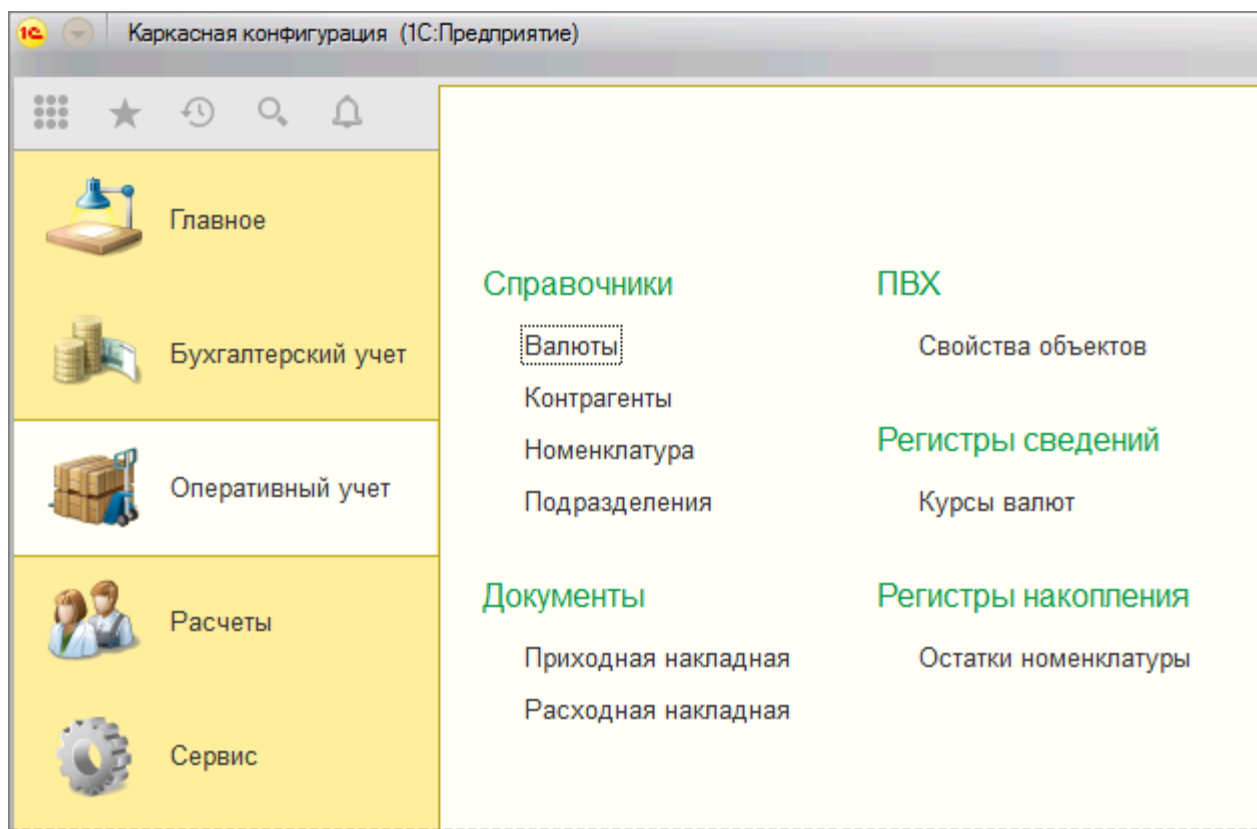 1С Каркасная конфигурация (1С:Предприятие)
Главное
Бухгалтерский учет
Оперативный учет
Расчеты
Сервис
Справочники
Валюты
Контрагенты
Номенклатура
Подразделения
Документы
Приходная накладная
Расходная накладная
ПВХ
Свойства объектов
Регистры сведений
Курсы валют
Регистры накопления
Остатки номенклатуры